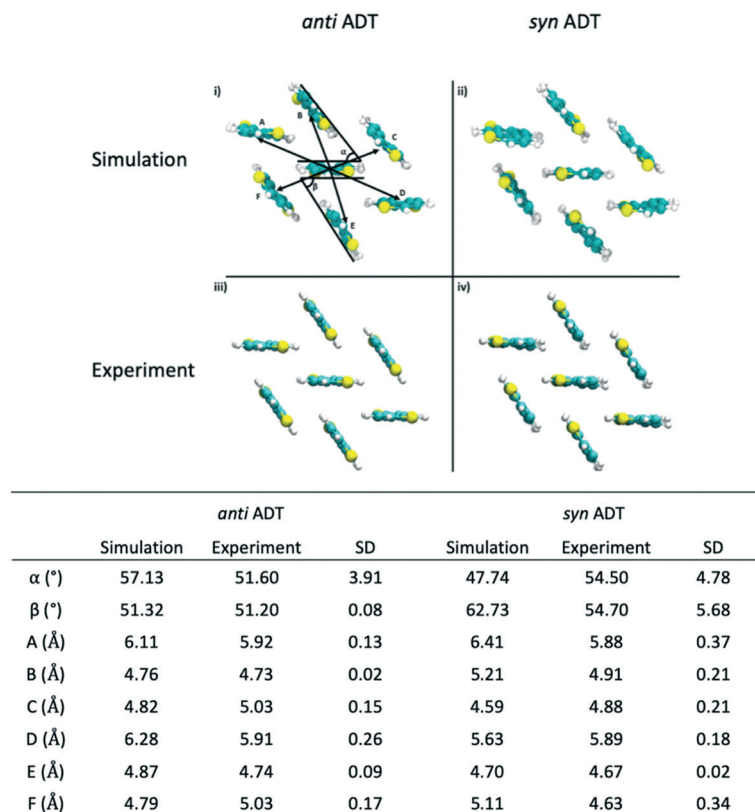 anti ADT syn ADT
i) ii)
A B C α
Simulation
F β D
E
iii) iv)
Experiment
anti ADT syn ADT
Simulation Experiment SD Simulation Experiment SD
α (°) 57.13 51.60 3.91 47.74 54.50 4.78
β (°) 51.32 51.20 0.08 62.73 54.70 5.68
A (Å) 6.11 5.92 0.13 6.41 5.88 0.37
B (Å) 4.76 4.73 0.02 5.21 4.91 0.21
C (Å) 4.82 5.03 0.15 4.59 4.88 0.21
D (Å) 6.28 5.91 0.26 5.63 5.89 0.18
E (Å) 4.87 4.74 0.09 4.70 4.67 0.02
F (Å) 4.79 5.03 0.17 5.11 4.63 0.34